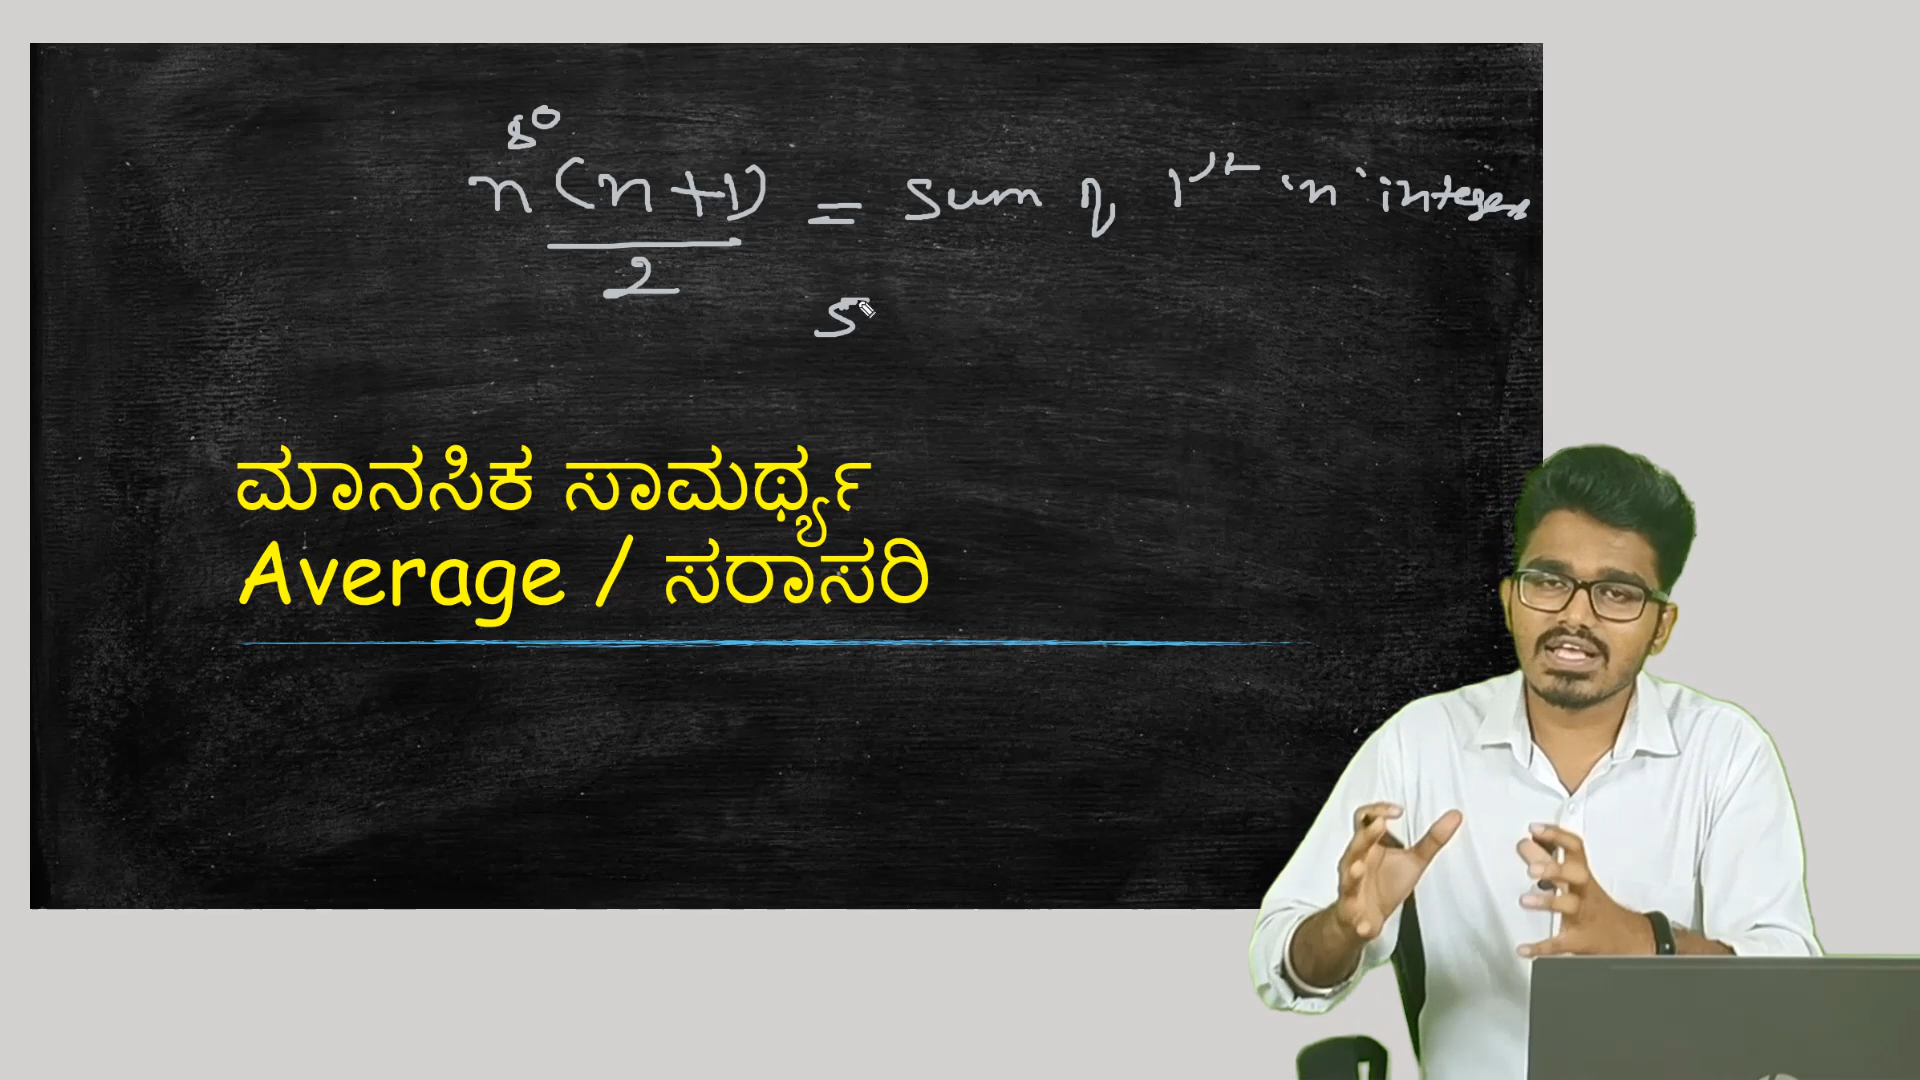 80
n(n+1) = sum of 1st 'n' integers
2
5
ಮಾನಸಿಕ ಸಾಮರ್ಥ್ಯ
Average / ಸರಾಸರಿ